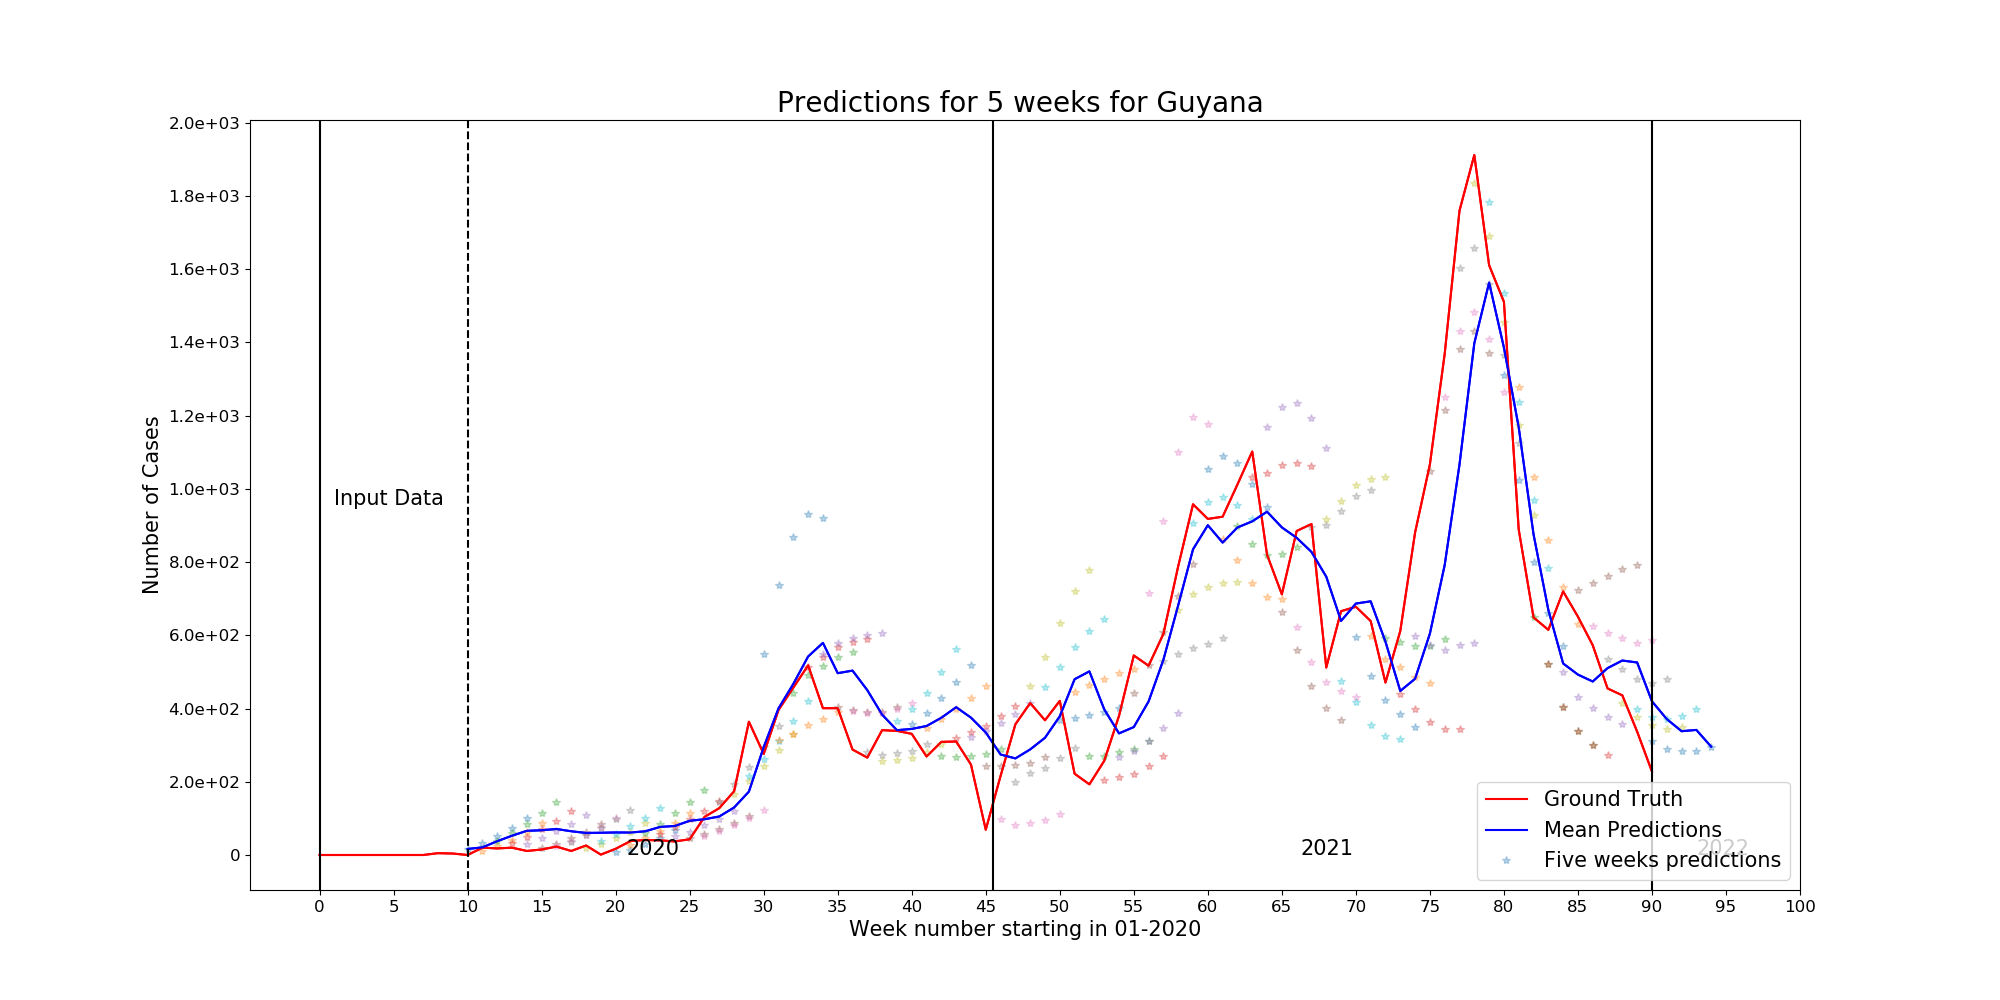 Predictions for 5 weeks for Guyana
2.0e+03
1.8e+03
1.6e+03
1.4e+03
1.2e+03
1.0e+03
8.0e+02
6.0e+02
4.0e+02
2.0e+02
0
Number of Cases
Input Data
2020
2021
2022
Ground Truth
Mean Predictions
Five weeks predictions
0 5 10 15 20 25 30 35 40 45 50 55 60 65 70 75 80 85 90 95 100
Week number starting in 01-2020